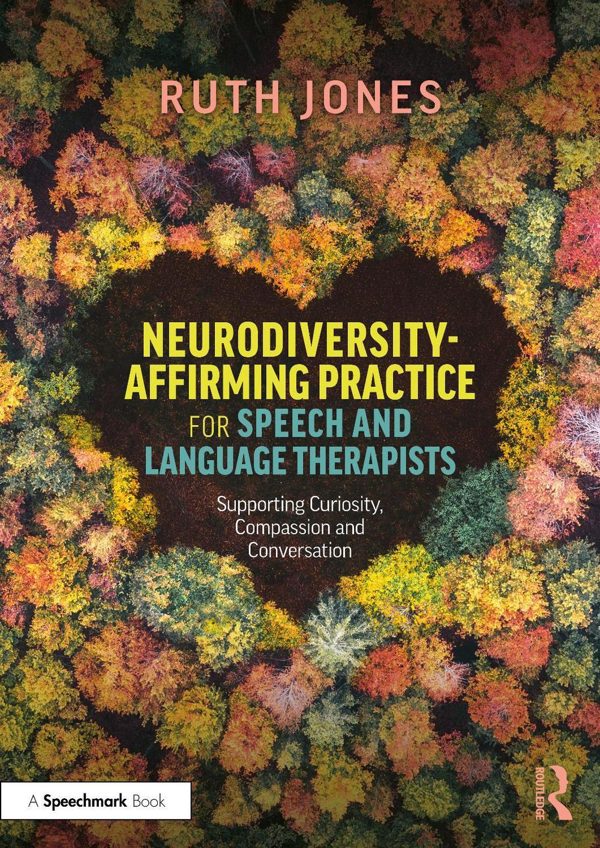 RUTH JONES
NEURODIVERSITY-
AFFIRMING PRACTICE
FOR SPEECH AND
LANGUAGE THERAPISTS
Supporting Curiosity,
Compassion and
Conversation
A Speechmark Book
ROUTLEDGE